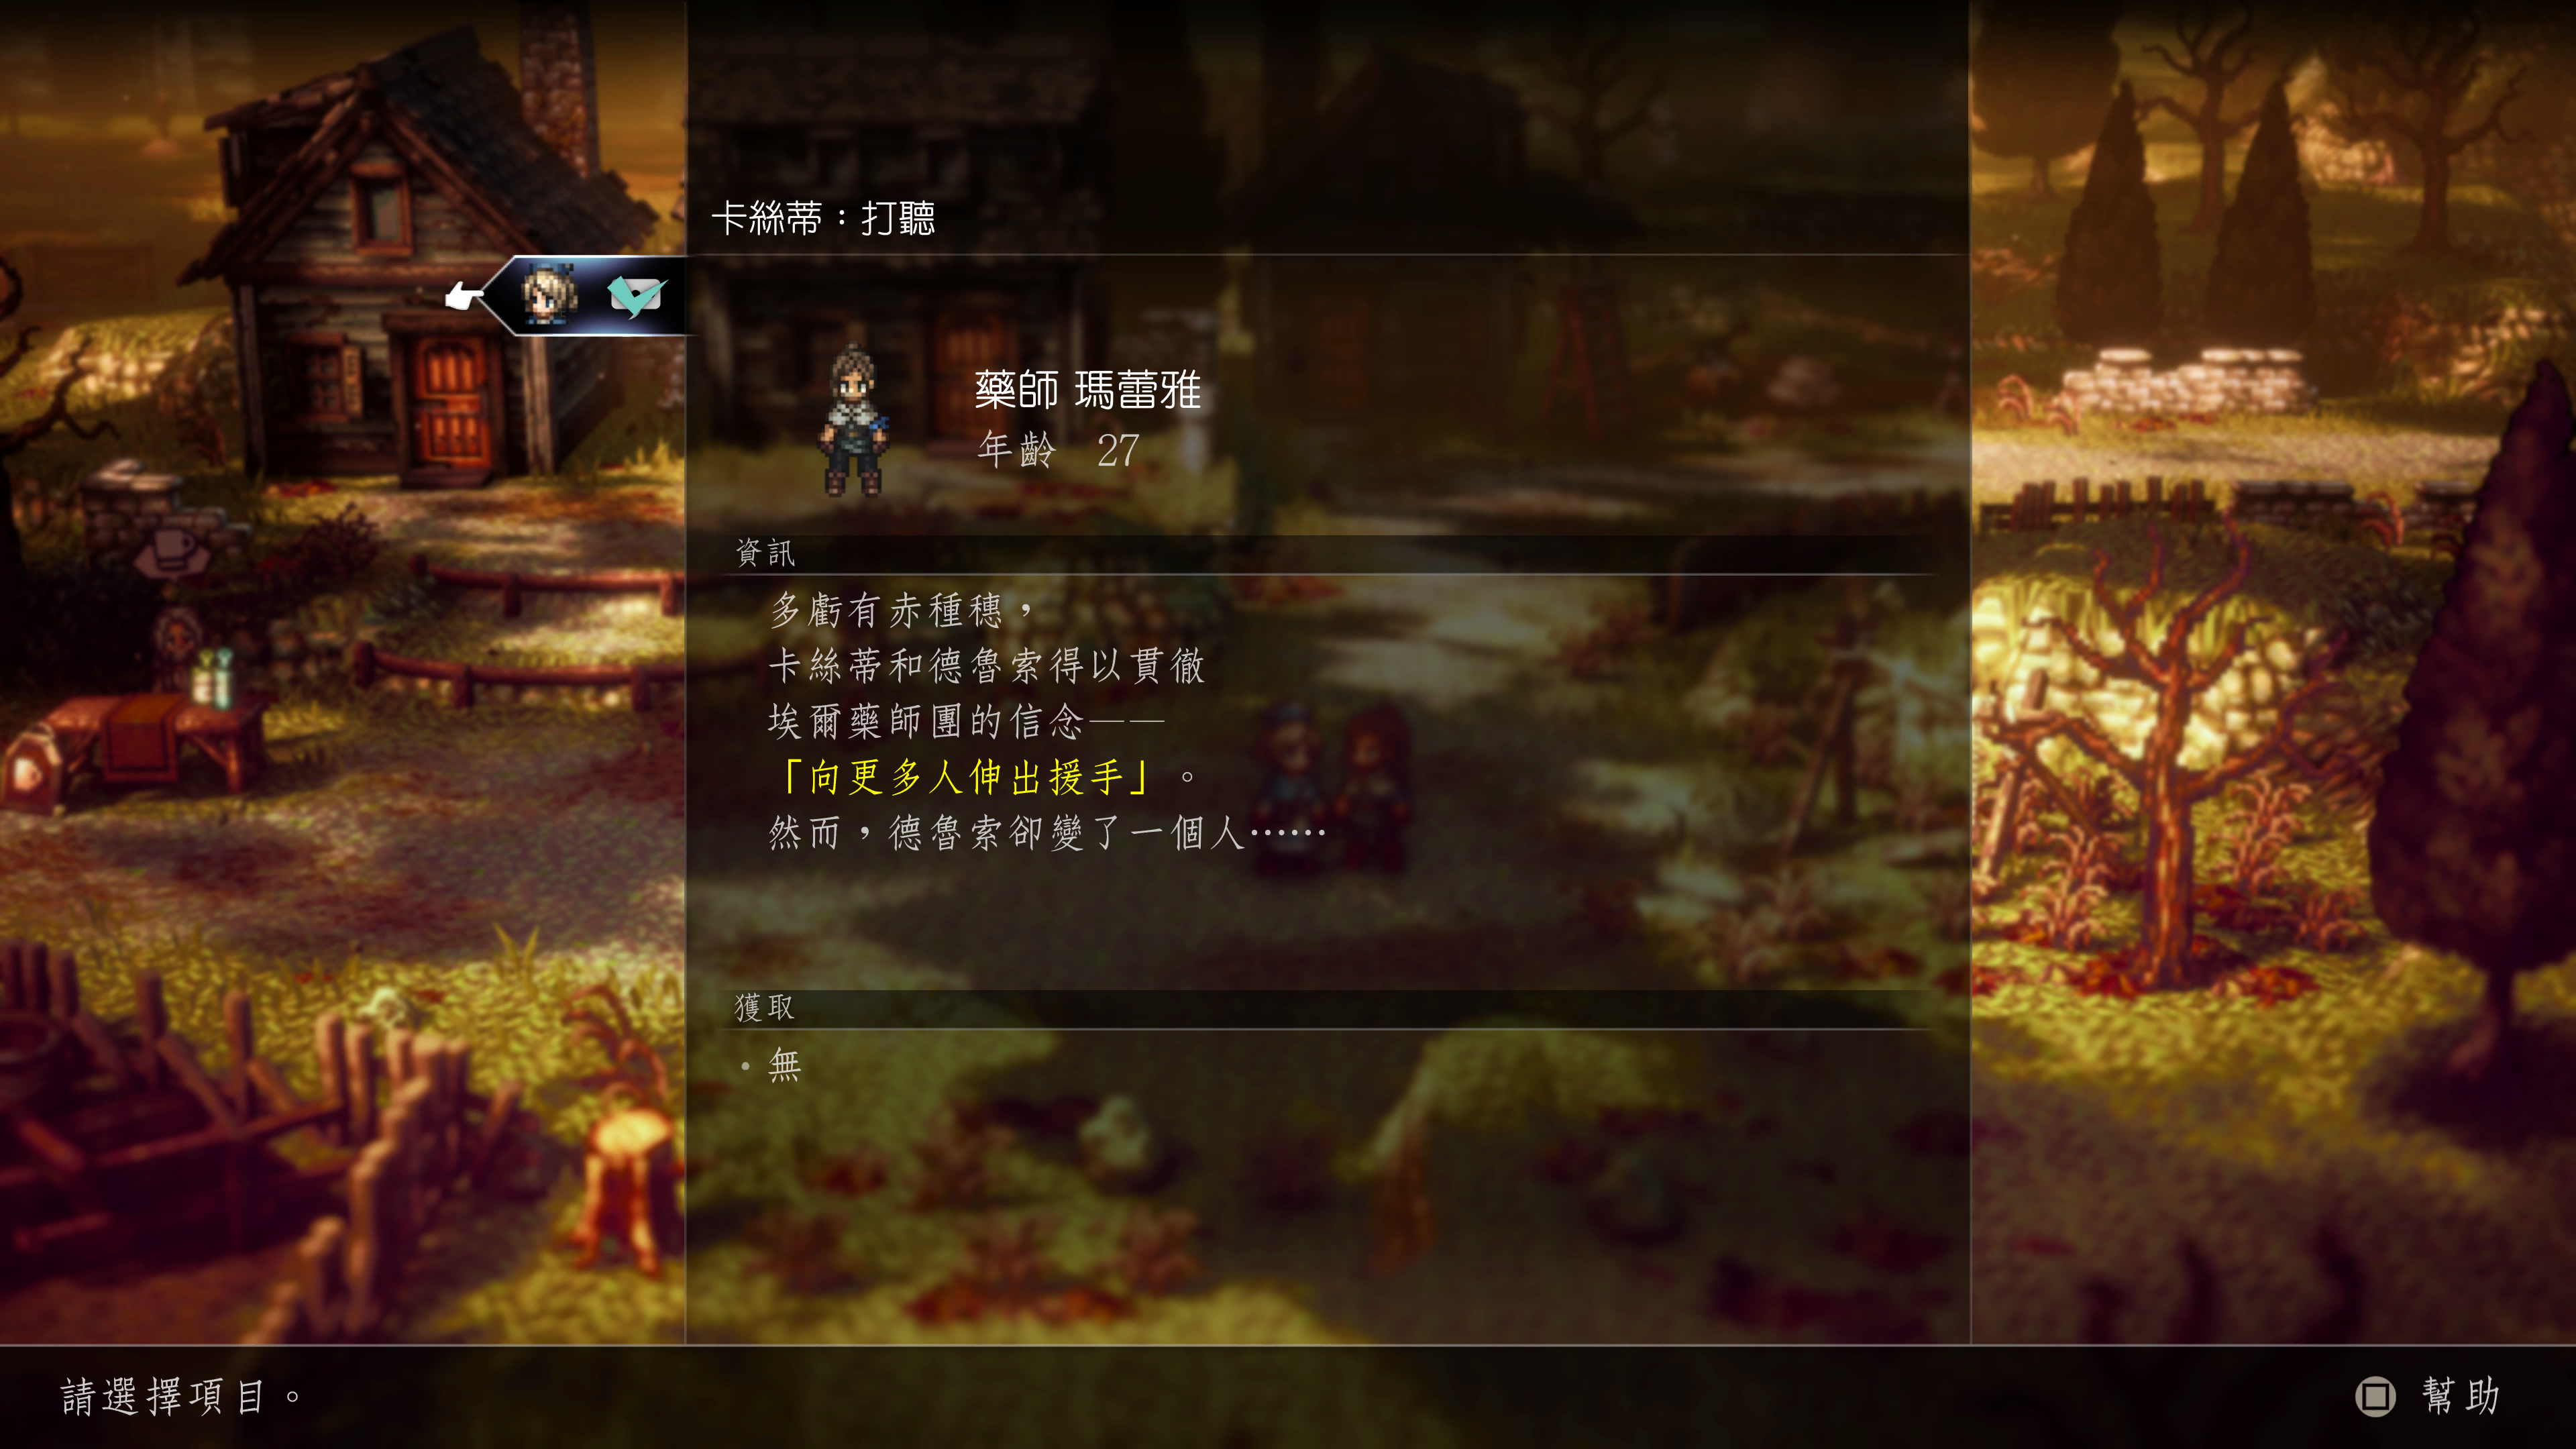 卡絲蒂：打聽
藥師 瑪蕾雅
年齡 27
資訊
多虧有赤種穗，
卡絲蒂和德魯索得以貫徹
埃爾藥師團的信念——
「向更多人伸出援手」。
然而，德魯索卻變了一個人……
獲取
・無
請選擇項目。
幫助